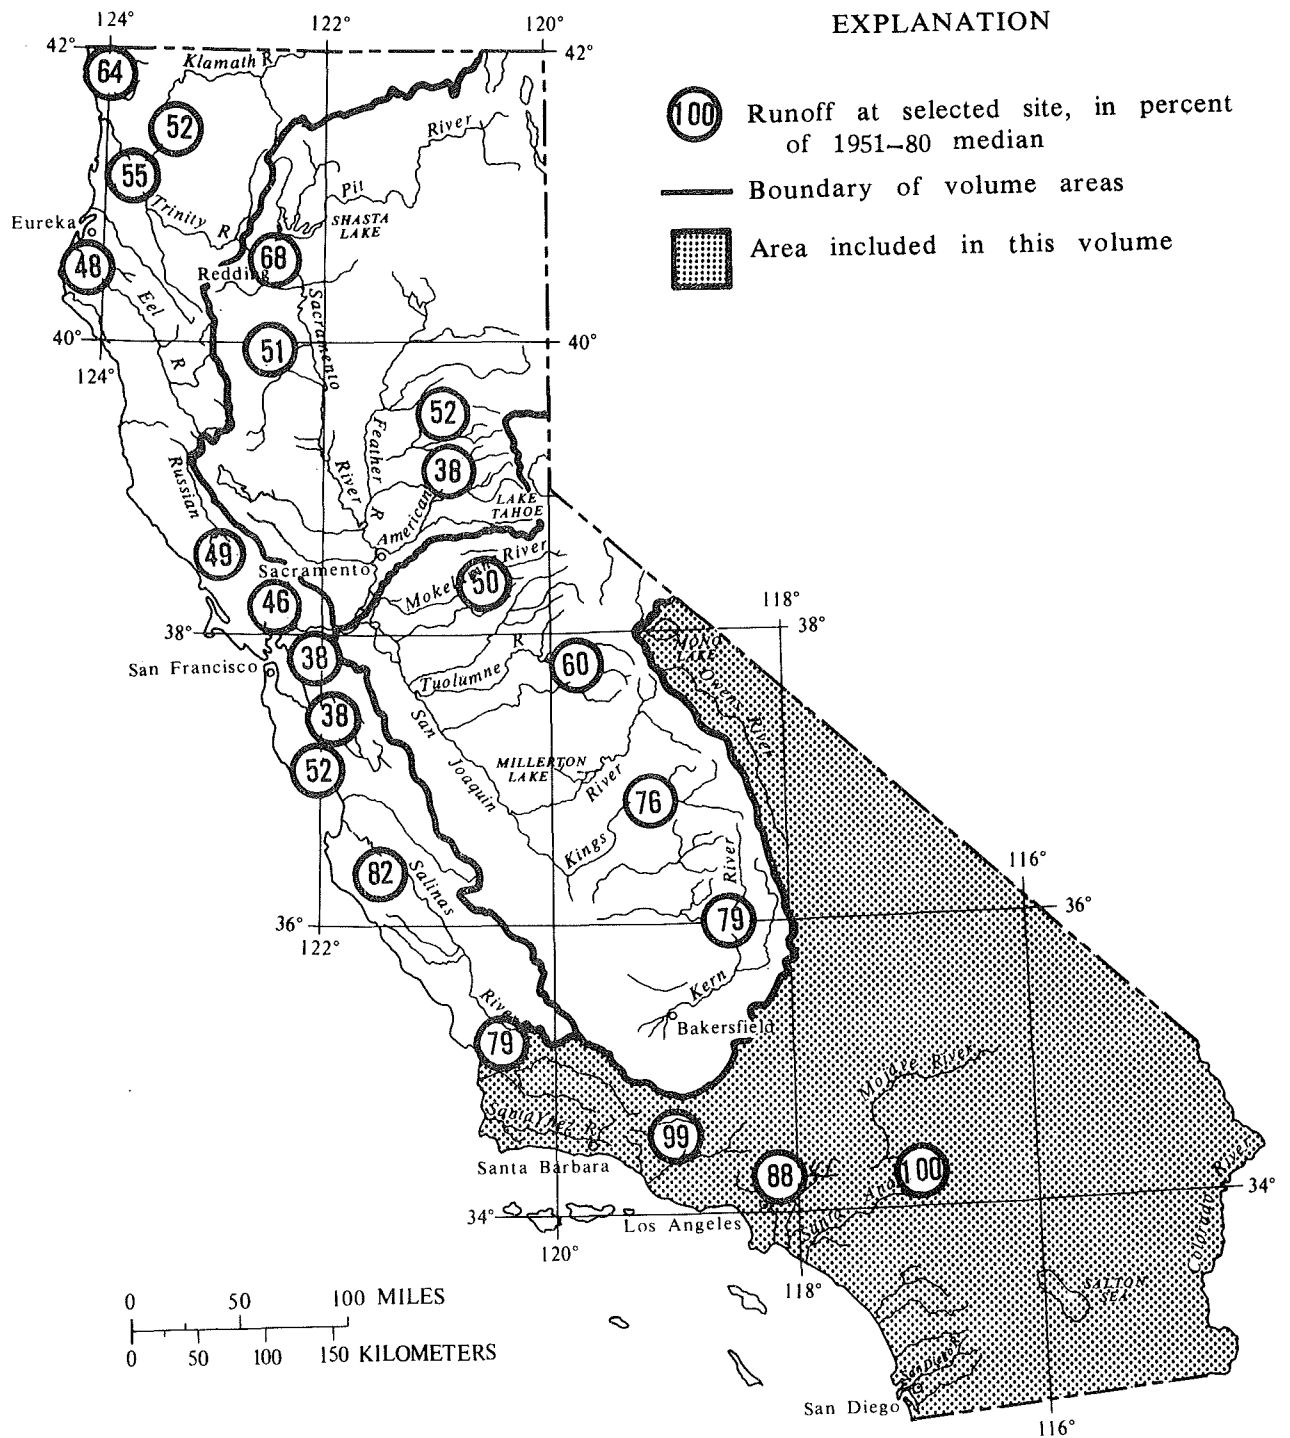 124°
122°
120°
EXPLANATION
42°
42°
64
Klamath R
100
Runoff at selected site, in percent
of 1951–80 median
52
River
55
Pit
Boundary of volume areas
Trinity R
SHASTA
LAKE
Eureka
Area included in this volume
48
68
Redding
Eel
R
Sacramento
River
40°
40°
51
124°
52
Feather
R
38
Russian
American
LAKE
TAHOE
49
Sacramento
Mokelumne River
50
46
118°
38°
38°
MONO
LAKE
38
San Francisco
R
60
Tuolumne
Owens River
38
San
Joaquin
52
MILLERTON
LAKE
River
76
Kings
116°
82
Salinas
River
River
36°
36°
79
122°
Kern
Bakersfield
79
Mojave River
Santa Ynez R
99
Santa Barbara
88
100
Santa Ana
34°
34°
Colorado River
Los Angeles
120°
118°
SALTON
SEA
0 50 100 MILES
0 50 100 150 KILOMETERS
San Diego R
San Diego
116°